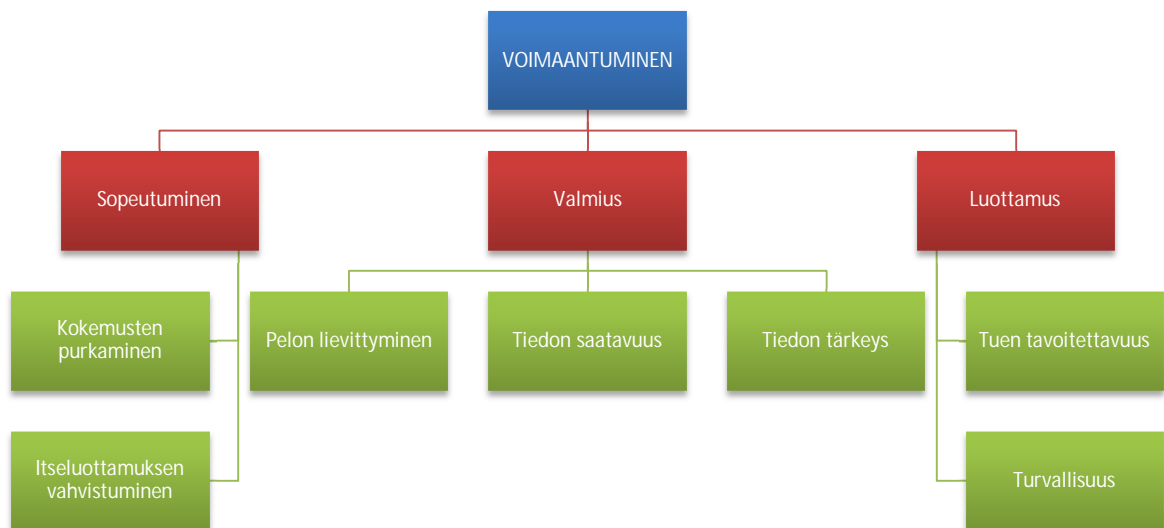 VOIMAANTUMINEN
Sopeutuminen
Valmius
Luottamus
Kokemusten
purkaminen
Pelon lievittyminen
Tiedon saatavuus
Tiedon tärkeys
Tuen tavoitettavuus
Itseluottamuksen
vahvistuminen
Turvallisuus